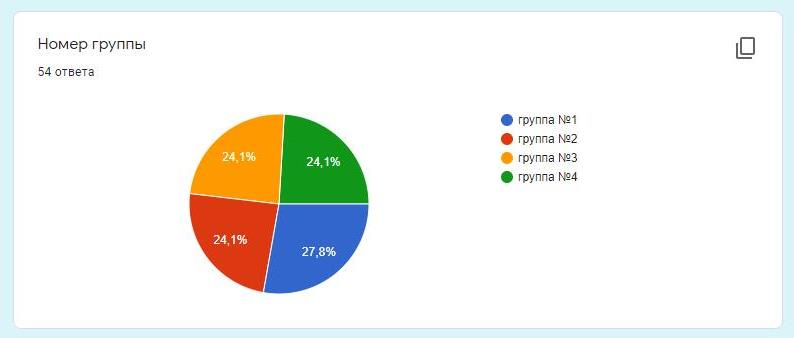 Номер группы
54 ответа
группа №1
группа №2
группа №3
группа №4
24,1%
24,1%
24,1%
27,8%